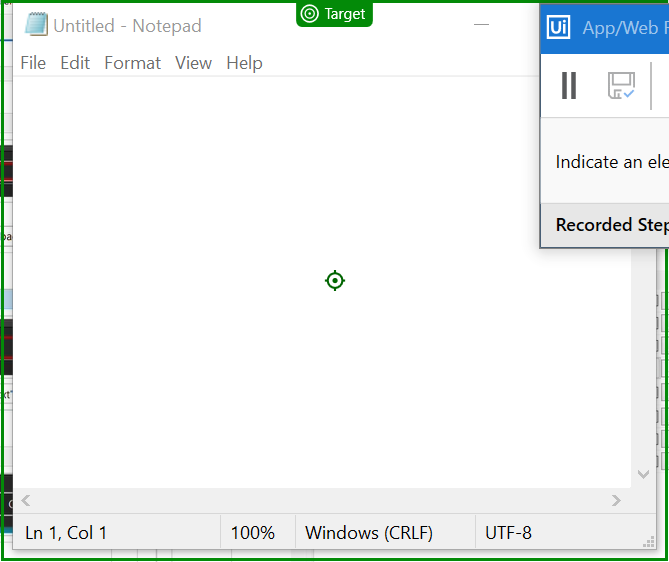 Target
Untitled - Notepad
Ui App/Web
File Edit Format View Help
Indicate an ele
Recorded Step
Ln 1, Col 1 100% Windows (CRLF) UTF-8